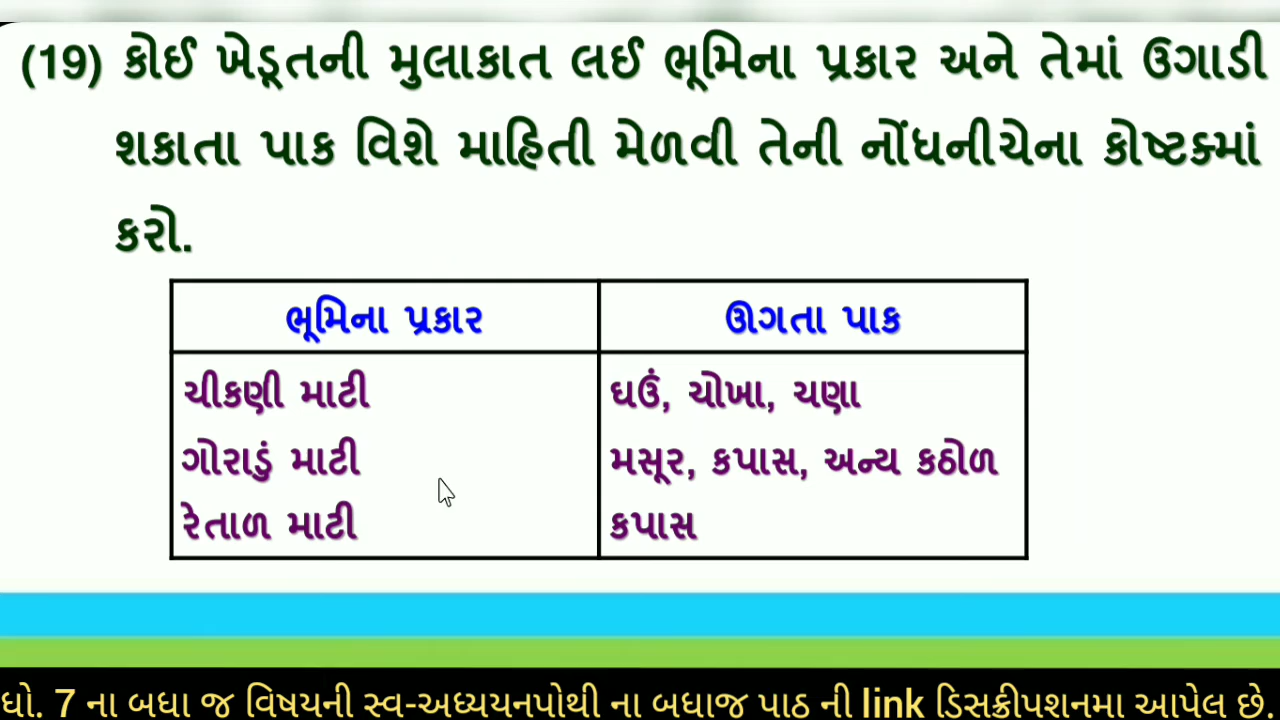 (19) કોઈ ખેડૂતની મુલાકાત લઈ ભૂમિના પ્રકાર અને તેમાં ઉગાડી
શકાતા પાક વિશે માહિતી મેળવી તેની નોંધનીચેના કોષ્ટક્માં
કરો.
ભૂમિના પ્રકાર ઊગતા પાક
ચીકણી માટી ઘઉં, ચોખા, ચણા
ગોરાડું માટી મસૂર, કપાસ, અન્ય કઠોળ
રેતાળ માટી કપાસ
ધો. 7 ના બધા જ વિષયની સ્વ-અધ્યયનપોથી ના બધાજ પાઠ ની link ડિસક્રીપશનમા આપેલ છે.